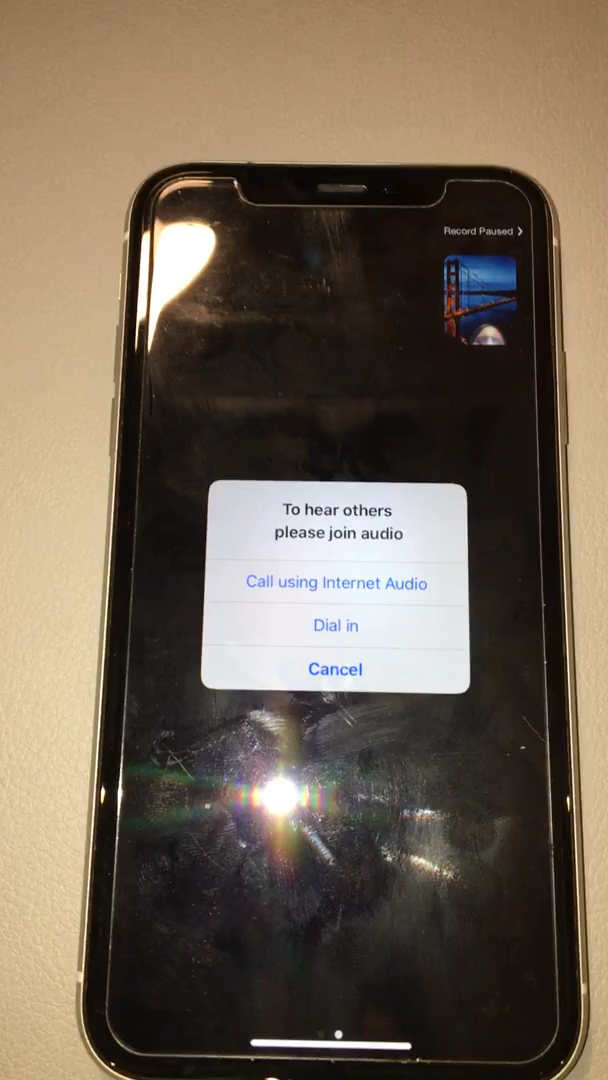 Record Paused
To hear others
please join audio
Call using Internet Audio
Dial in
Cancel